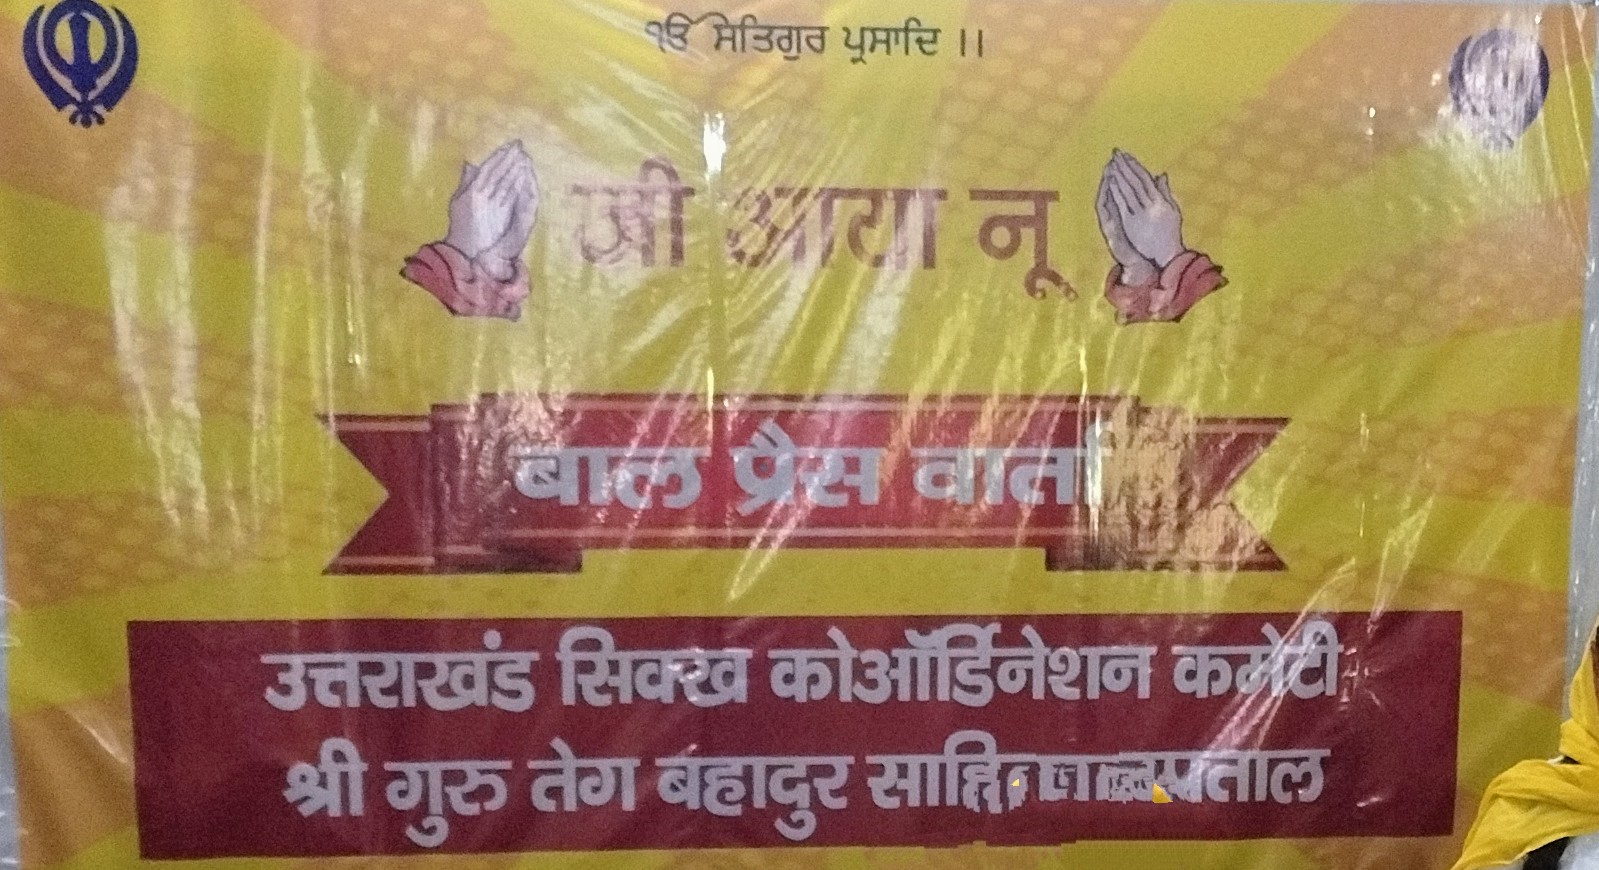 ੴ ਸਤਿਗੁਰ ਪ੍ਰਸਾਦਿ ।।
जी आया नू
बाल प्रैस वार्ता
उत्तराखंड सिक्ख कोऑर्डिनेशन कमेटी
श्री गुरु तेग बहादुर साहिब